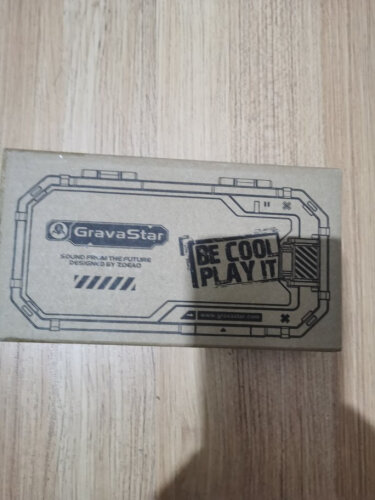 GravaStar
SOUND FROM THE FUTURE
DESIGNED BY ZOEAO
BE COOL
PLAY IT
www.gravastar.com